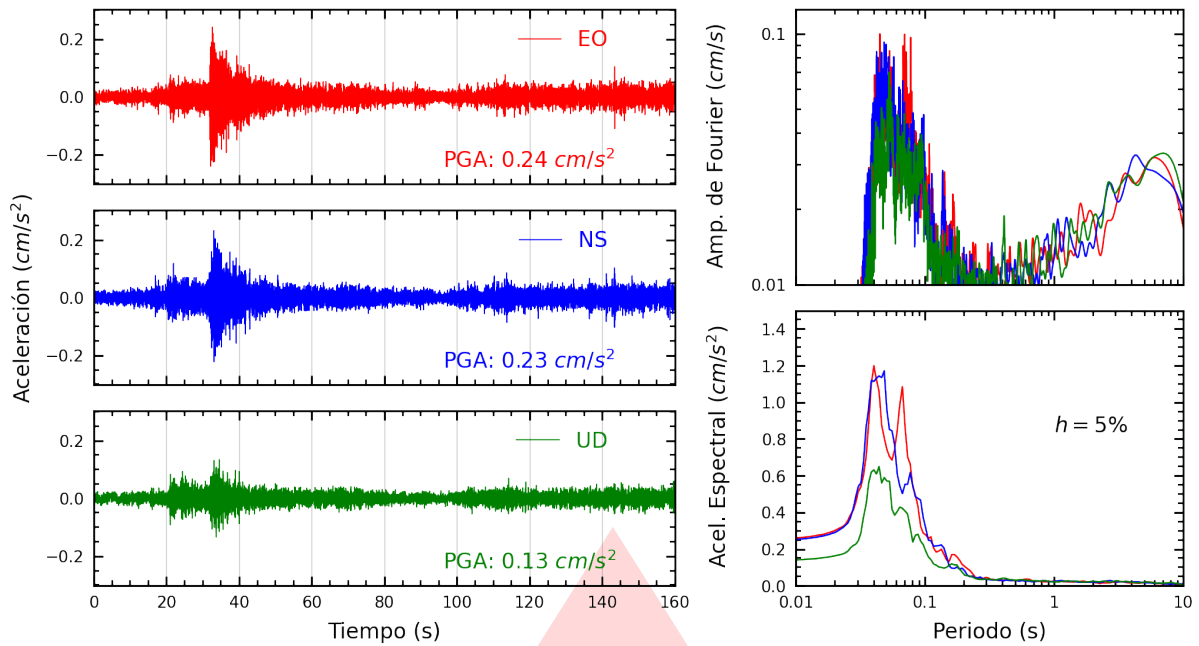 Aceleración (cm/s²)
0.2
0.0
−0.2
EO
PGA: 0.24 cm/s²
0.2
0.0
−0.2
NS
PGA: 0.23 cm/s²
0.2
0.0
−0.2
UD
PGA: 0.13 cm/s²
0 20 40 60 80 100 120 140 160
Tiempo (s)
Amp. de Fourier (cm/s)
0.1
0.01
Acel. Espectral (cm/s²)
1.4
1.2
1.0
0.8
0.6
0.4
0.2
0.0
h = 5%
0.01 0.1 1 10
Periodo (s)